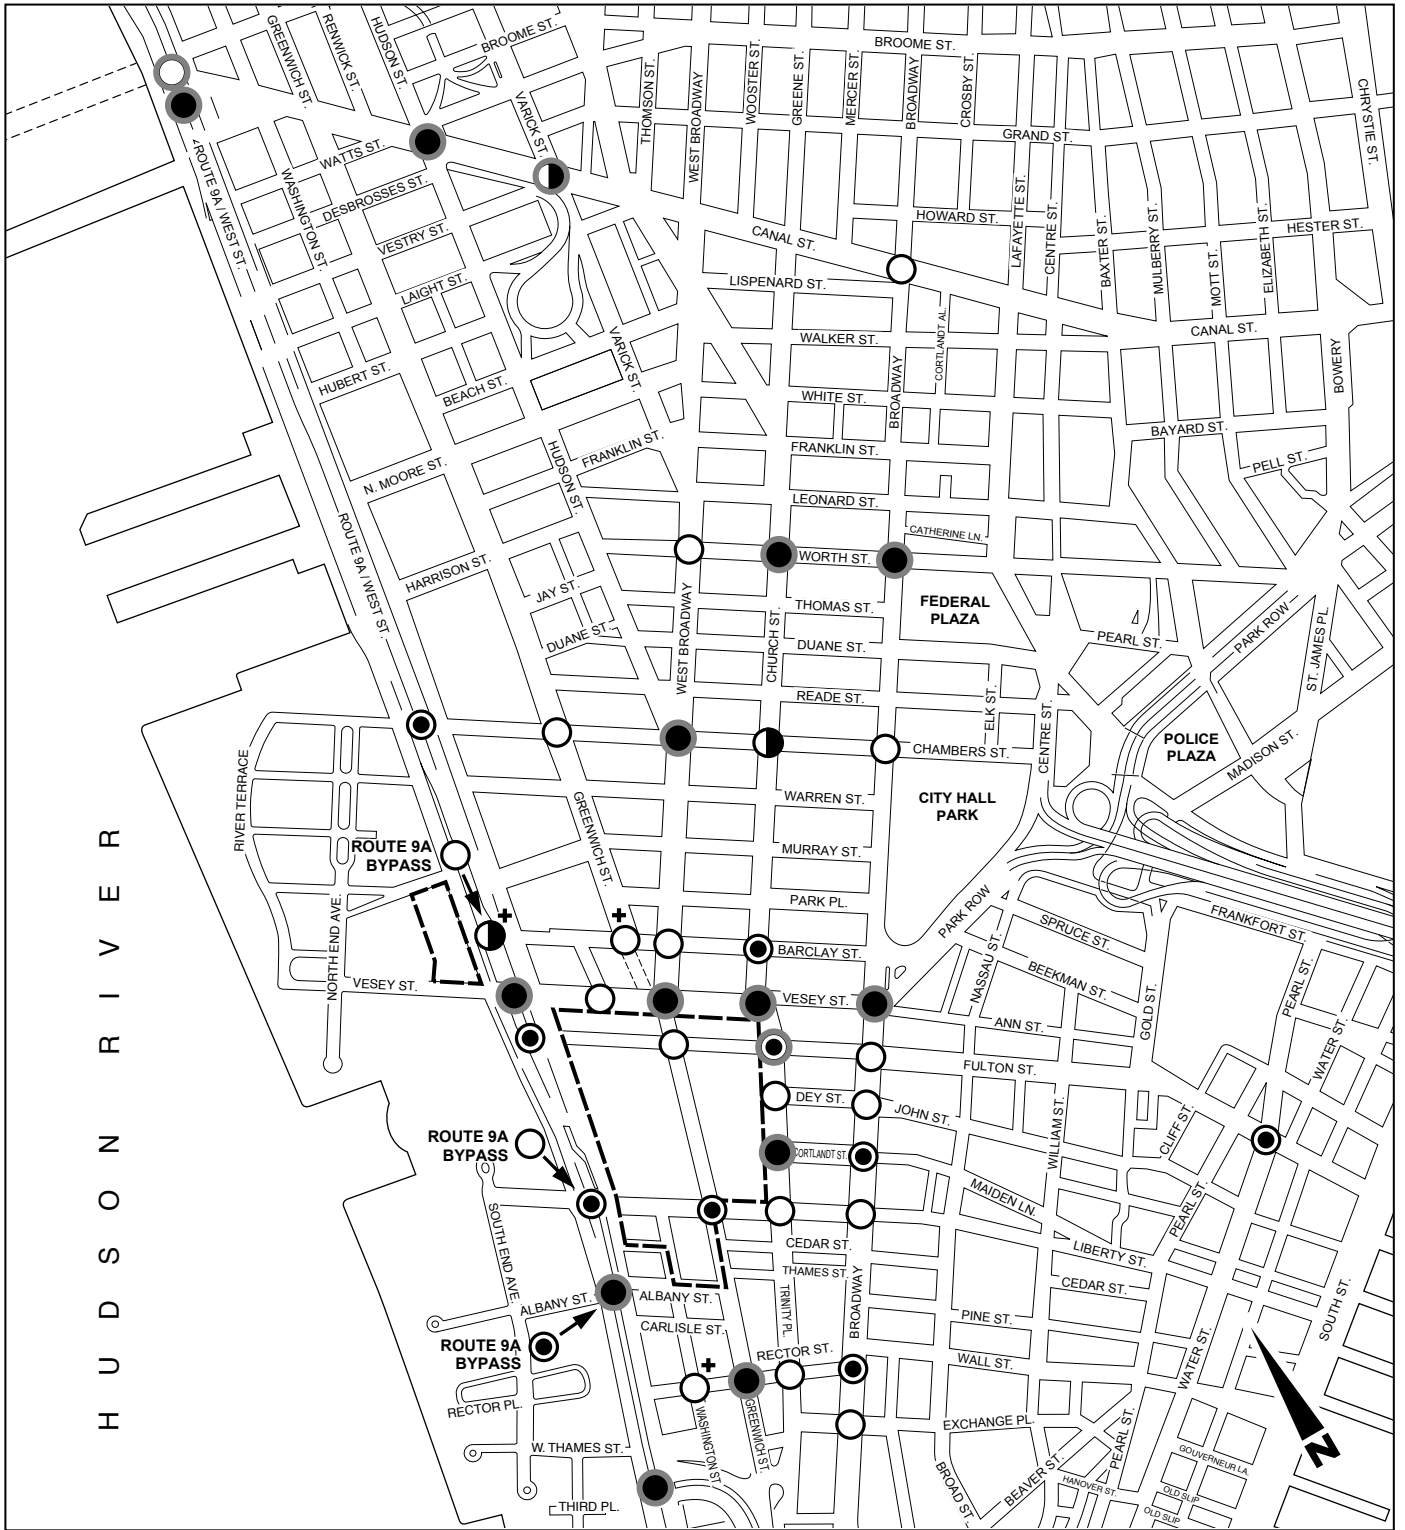 GREENWICH ST.
RENWICK ST.
HUDSON ST.
BROOME ST.
VARICK ST.
THOMSON ST.
WEST BROADWAY
WOOSTER ST.
GREENE ST.
MERCER ST.
BROADWAY
CROSBY ST.
BROOME ST.
GRAND ST.
CHRYSTIE ST.
WATTS ST.
DESBROSSES ST.
ROUTE 9A / WEST ST.
WASHINGTON ST.
VESTRY ST.
LAIGHT ST.
CANAL ST.
HOWARD ST.
LAFAYETTE ST.
CENTRE ST.
BAXTER ST.
MULBERRY ST.
MOTT ST.
ELIZABETH ST.
HESTER ST.
LISPENARD ST.
CORTLANDT AL.
CANAL ST.
WALKER ST.
VARICK ST.
HUBERT ST.
BEACH ST.
BROADWAY
BOWERY
WHITE ST.
BAYARD ST.
FRANKLIN ST.
FRANKLIN ST.
PELL ST.
N. MOORE ST.
HUDSON ST.
LEONARD ST.
CATHERINE LN.
ROUTE 9A / WEST ST.
WORTH ST.
HARRISON ST.
JAY ST.
THOMAS ST.
FEDERAL
PLAZA
DUANE ST.
WEST BROADWAY
CHURCH ST.
DUANE ST.
PEARL ST.
PARK ROW
ST. JAMES PL.
READE ST.
ELK ST.
CENTRE ST.
CHAMBERS ST.
POLICE
PLAZA
MADISON ST.
RIVER TERRACE
GREENWICH ST.
WARREN ST.
CITY HALL
PARK
ROUTE 9A
BYPASS
MURRAY ST.
PARK PL.
PARK ROW
SPRUCE ST.
FRANKFORT ST.
NORTH END AVE.
BARCLAY ST.
NASSAU ST.
BEEKMAN ST.
GOLD ST.
PEARL ST.
VESEY ST.
VESEY ST.
ANN ST.
WATER ST.
FULTON ST.
DEY ST.
JOHN ST.
WILLIAM ST.
CLIFF ST.
ROUTE 9A
BYPASS
CORTLANDT ST.
MAIDEN LN.
PEARL ST.
SOUTH END AVE.
CEDAR ST.
LIBERTY ST.
THAMES ST.
CEDAR ST.
ALBANY ST.
ALBANY ST.
TRINITY PL.
BROADWAY
SOUTH ST.
CARLISLE ST.
PINE ST.
ROUTE 9A
BYPASS
RECTOR ST.
WALL ST.
WATER ST.
RECTOR PL.
WASHINGTON ST.
GREENWICH ST.
EXCHANGE PL.
PEARL ST.
W. THAMES ST.
BROAD ST.
BEAVER ST.
HANOVER ST.
GOUVERNEUR LA.
OLD SLIP
OLD SLIP
THIRD PL.
N
HUDSON RIVER